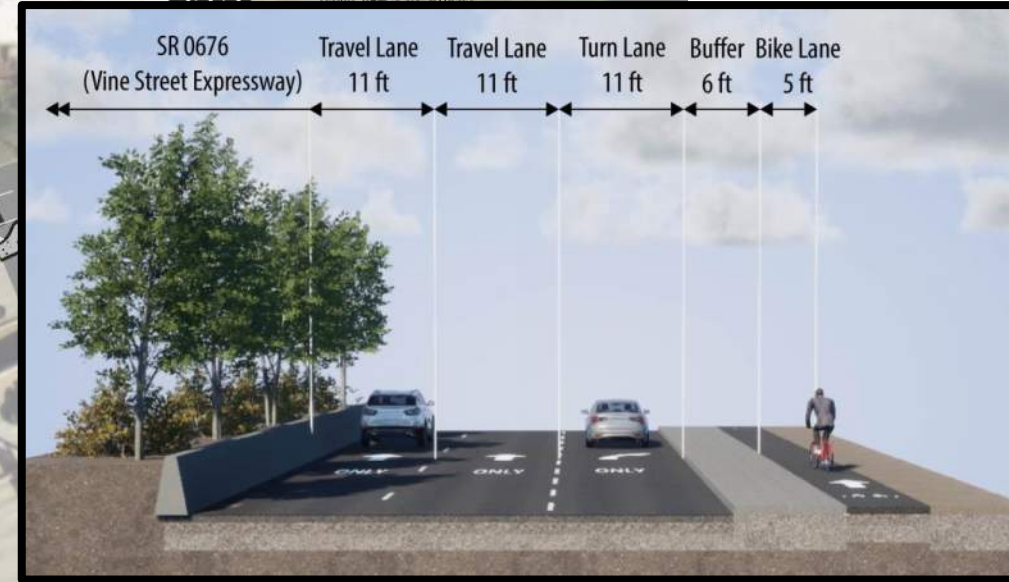 SR 0676
(Vine Street Expressway)
Travel Lane
11 ft
Travel Lane
11 ft
Turn Lane
11 ft
Buffer
6 ft
Bike Lane
5 ft
ONLY
ONLY
ONLY